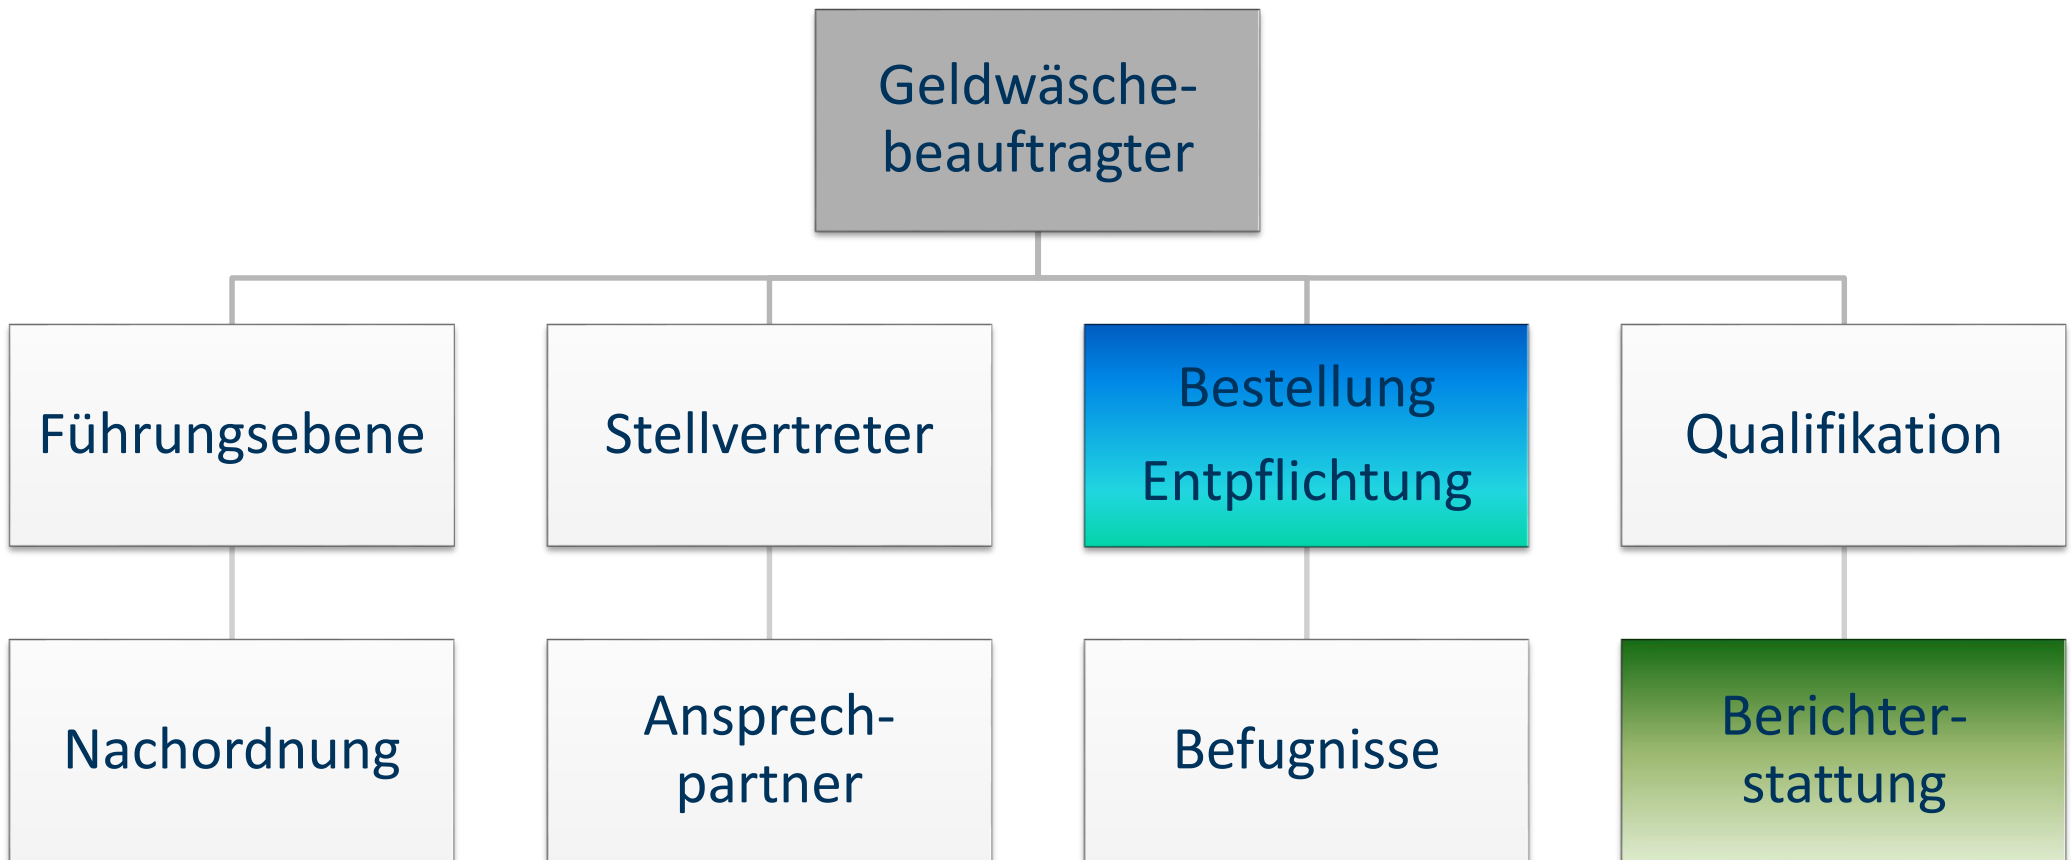 Geldwäsche-
beauftragter
Führungsebene
Stellvertreter
Bestellung
Entpflichtung
Qualifikation
Nachordnung
Ansprech-
partner
Befugnisse
Berichter-
stattung